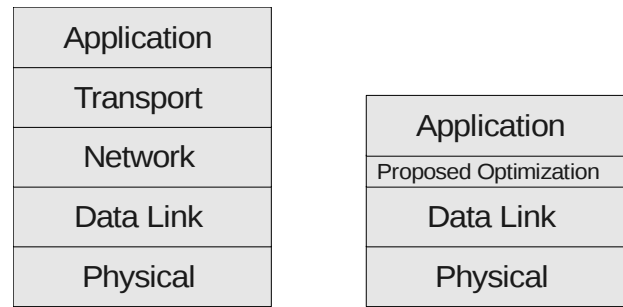 Application
Transport
Network
Data Link
Physical
Application
Proposed Optimization
Data Link
Physical